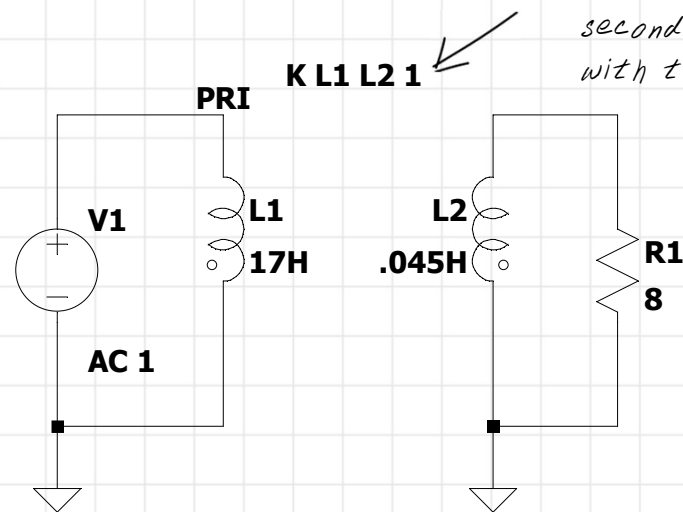 second
with t
K L1 L2 1
PRI
V1
L1
L2
17H
.045H
R1
8
AC 1